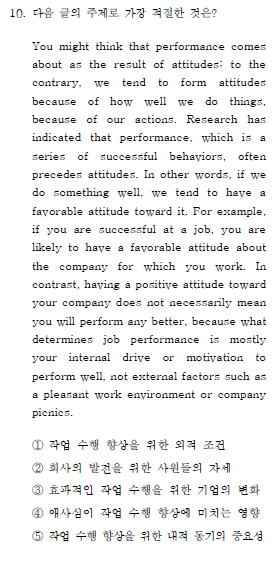 10. 다음 글의 주제로 가장 적절한 것은?
You might think that performance comes
about as the result of attitudes; to the
contrary, we tend to form attitudes
because of how well we do things,
because of our actions. Research has
indicated that performance, which is a
series of successful behaviors, often
precedes attitudes. In other words, if we
do something well, we tend to have a
favorable attitude toward it. For example,
if you are successful at a job, you are
likely to have a favorable attitude about
the company for which you work. In
contrast, having a positive attitude toward
your company does not necessarily mean
you will perform any better, because what
determines job performance is mostly
your internal drive or motivation to
perform well, not external factors such as
a pleasant work environment or company
picnics.
① 작업 수행 향상을 위한 외적 조건
② 회사의 발전을 위한 사원들의 자세
③ 효과적인 작업 수행을 위한 기업의 변화
④ 애사심이 작업 수행 향상에 미치는 영향
⑤ 작업 수행 향상을 위한 내적 동기의 중요성